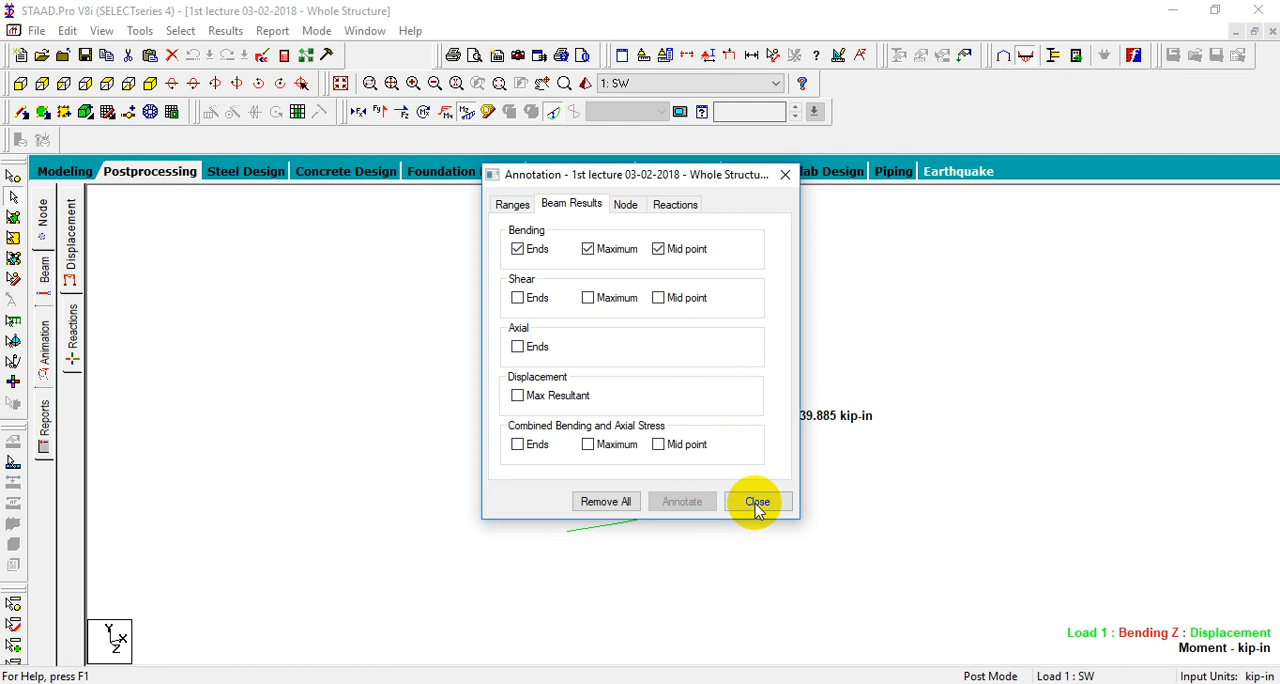 STAAD.Pro V8i (SELECTseries 4) - [1st lecture 03-02-2018 - Whole Structure]
File Edit View Tools Select Results Report Mode Window Help
1: SW
Modeling Postprocessing Steel Design Concrete Design Foundation lab Design Piping Earthquake
Node
Beam
Animation
Reports
Displacement
Reactions
Annotation - 1st lecture 03-02-2018 - Whole Structu...
Ranges Beam Results Node Reactions
Bending
Ends Maximum Mid point
Shear
Ends Maximum Mid point
Axial
Ends
Displacement
Max Resultant
Combined Bending and Axial Stress
Ends Maximum Mid point
Remove All Annotate Close
39.885 kip-in
Y
X
Z
Load 1 : Bending Z : Displacement
Moment - kip-in
For Help, press F1
Post Mode Load 1 : SW Input Units: kip-in